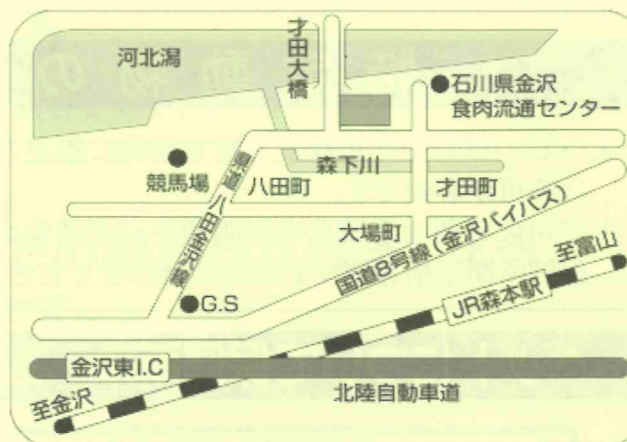 河北潟
才田大橋
石川県金沢
食肉流通センター
競馬場
県道 八田金沢線
八田町
森下川
才田町
大場町
国道8号線(金沢バイパス)
至富山
G.S
JR森本駅
金沢東I.C
北陸自動車道
至金沢